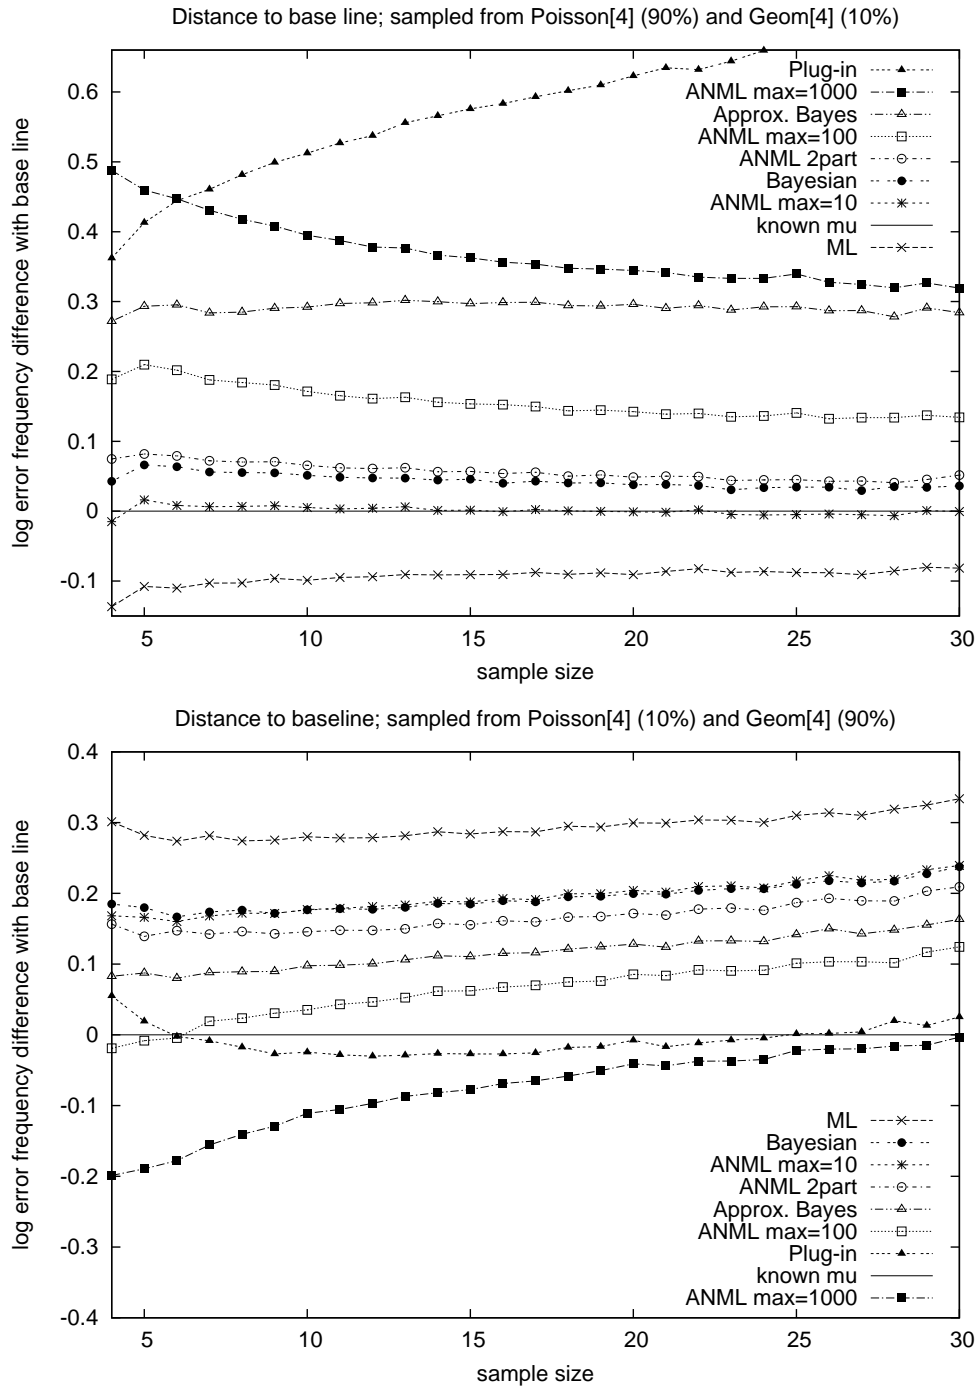 Distance to base line; sampled from Poisson[4] (90%) and Geom[4] (10%)
log error frequency difference with base line
0.6
0.5
0.4
0.3
0.2
0.1
0
-0.1
Plug-in
ANML max=1000
Approx. Bayes
ANML max=100
ANML 2part
Bayesian
ANML max=10
known mu
ML
5 10 15 20 25 30
sample size
Distance to baseline; sampled from Poisson[4] (10%) and Geom[4] (90%)
log error frequency difference with base line
0.4
0.3
0.2
0.1
0
-0.1
-0.2
-0.3
-0.4
ML
Bayesian
ANML max=10
ANML 2part
Approx. Bayes
ANML max=100
Plug-in
known mu
ANML max=1000
5 10 15 20 25 30
sample size